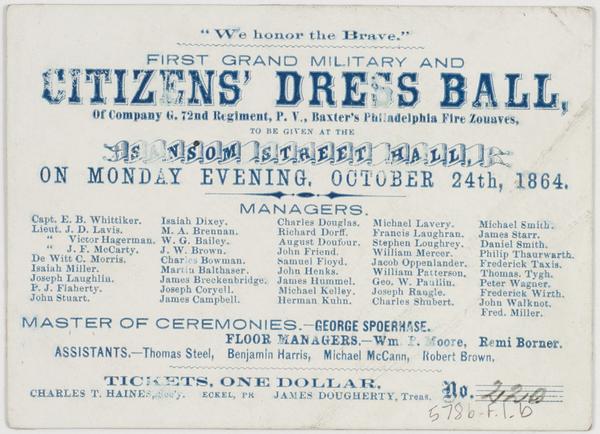 "We honor the Brave."
FIRST GRAND MILITARY AND
CITIZENS' DRESS BALL,
Of Company G. 72nd Regiment, P. V., Baxter's Philadelphia Fire Zouaves,
TO BE GIVEN AT THE
SANSOM STREET HALL,
ON MONDAY EVENING, OCTOBER 24th, 1864.
MANAGERS.
Capt. E. B. Whittiker.
Lieut. J. D. Lavis.
" Victor Hagerman.
" J. F. McCarty.
De Witt C. Morris.
Isaiah Miller.
Joseph Laughlin.
P. J. Flaherty.
John Stuart.
Isaiah Dixey.
M. A. Brennan.
W. G. Bailey.
J. W. Brown.
Charles Bowman.
Martin Balthaser.
James Breckenbridge.
Joseph Coryell.
James Campbell.
Charles Douglas.
Richard Dorff.
August Doufour.
John Friend.
Samuel Floyd.
John Henks.
James Hummel.
Michael Kelley.
Herman Kuhn.
Michael Lavery.
Francis Laughran.
Stephen Loughrey.
William Mercer.
Jacob Oppenlander.
William Patterson.
Geo. W. Paullin.
Joseph Raugle.
Charles Shubert.
Michael Smith.
James Starr.
Daniel Smith.
Philip Thaurwarth.
Frederick Taxis.
Thomas. Tygh.
Peter Wagner.
Frederick Wirth.
John Walknot.
Fred. Miller.
MASTER OF CEREMONIES.—GEORGE SPOERHASE.
FLOOR MANAGERS.—Wm. P. Moore, Remi Borner.
ASSISTANTS.—Thomas Steel, Benjamin Harris, Michael McCann, Robert Brown,
TICKETS, ONE DOLLAR,
No. 220
CHARLES T. HAINES, Sec'y. ECKEL, PR JAMES DOUGHERTY, Treas.
5786.F.1.b